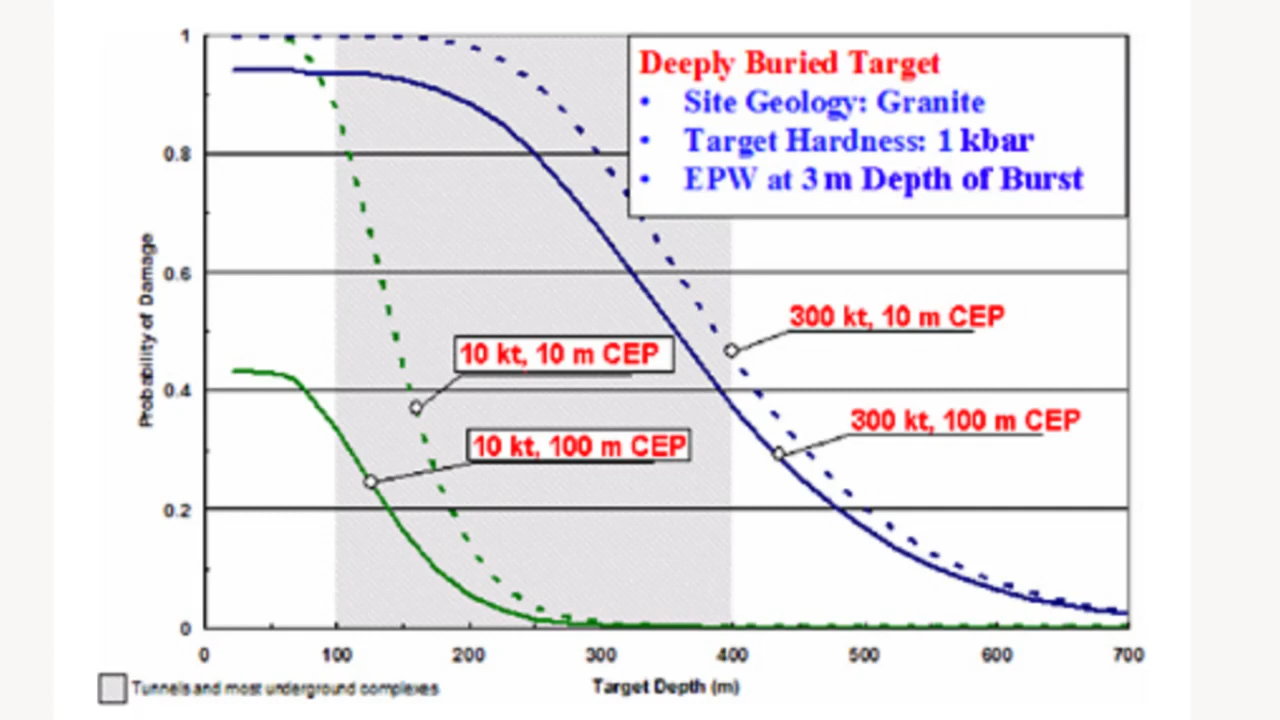 Deeply Buried Target
• Site Geology: Granite
• Target Hardness: 1 kbar
• EPW at 3 m Depth of Burst
1
0.8
0.6
0.4
0.2
0
Probability of Damage
300 kt, 10 m CEP
10 kt, 10 m CEP
300 kt, 100 m CEP
10 kt, 100 m CEP
0 100 200 300 400 500 600 700
Target Depth (m)
Tunnels and most underground complexes